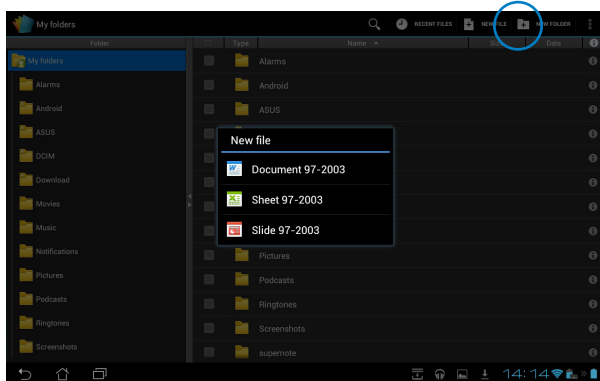 My folders
RECENT FILES
NEW FILE
NEW FOLDER
Folder
Type
Name
Size
Date
My folders
Alarms
Android
ASUS
DCIM
Download
Movies
Music
Notifications
Pictures
Podcasts
Ringtones
Screenshots
Alarms
Android
ASUS
New file
Document 97-2003
Sheet 97-2003
Slide 97-2003
Pictures
Podcasts
Ringtones
Screenshots
supernote
14:14